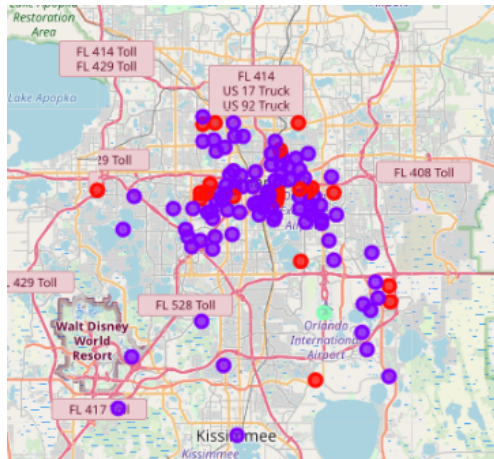 Apopka
Restoration
Area
FL 414 Toll
FL 429 Toll
FL 414
US 17 Truck
US 92 Truck
Lake Apopka
29 Toll
FL 408 Toll
L 429 Toll
FL 528 Toll
Walt Disney
World
Resort
Orlando
International
Airport
FL 417
Kissimmee
Kissimmee